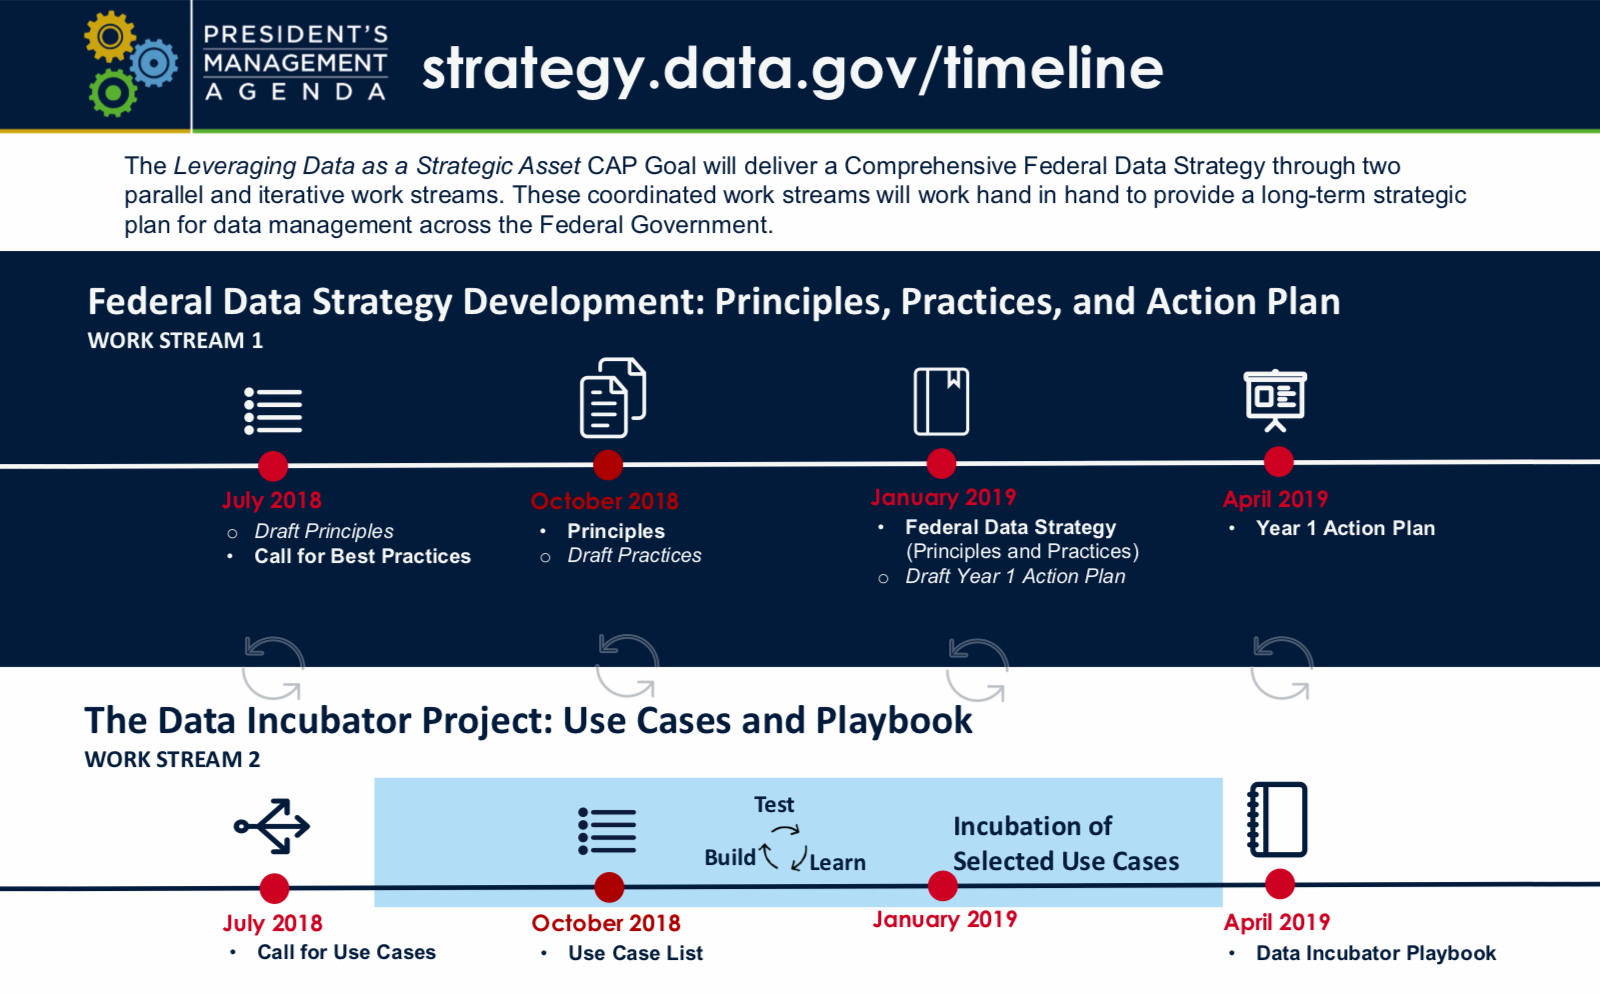 PRESIDENT'S
MANAGEMENT
AGENDA
strategy.data.gov/timeline
The Leveraging Data as a Strategic Asset CAP Goal will deliver a Comprehensive Federal Data Strategy through two
parallel and iterative work streams. These coordinated work streams will work hand in hand to provide a long-term strategic
plan for data management across the Federal Government.
Federal Data Strategy Development: Principles, Practices, and Action Plan
WORK STREAM 1
July 2018
o Draft Principles
• Call for Best Practices
October 2018
• Principles
o Draft Practices
January 2019
• Federal Data Strategy
(Principles and Practices)
o Draft Year 1 Action Plan
April 2019
• Year 1 Action Plan
The Data Incubator Project: Use Cases and Playbook
WORK STREAM 2
Test
Build
Learn
Incubation of
Selected Use Cases
July 2018
• Call for Use Cases
October 2018
• Use Case List
January 2019
April 2019
• Data Incubator Playbook